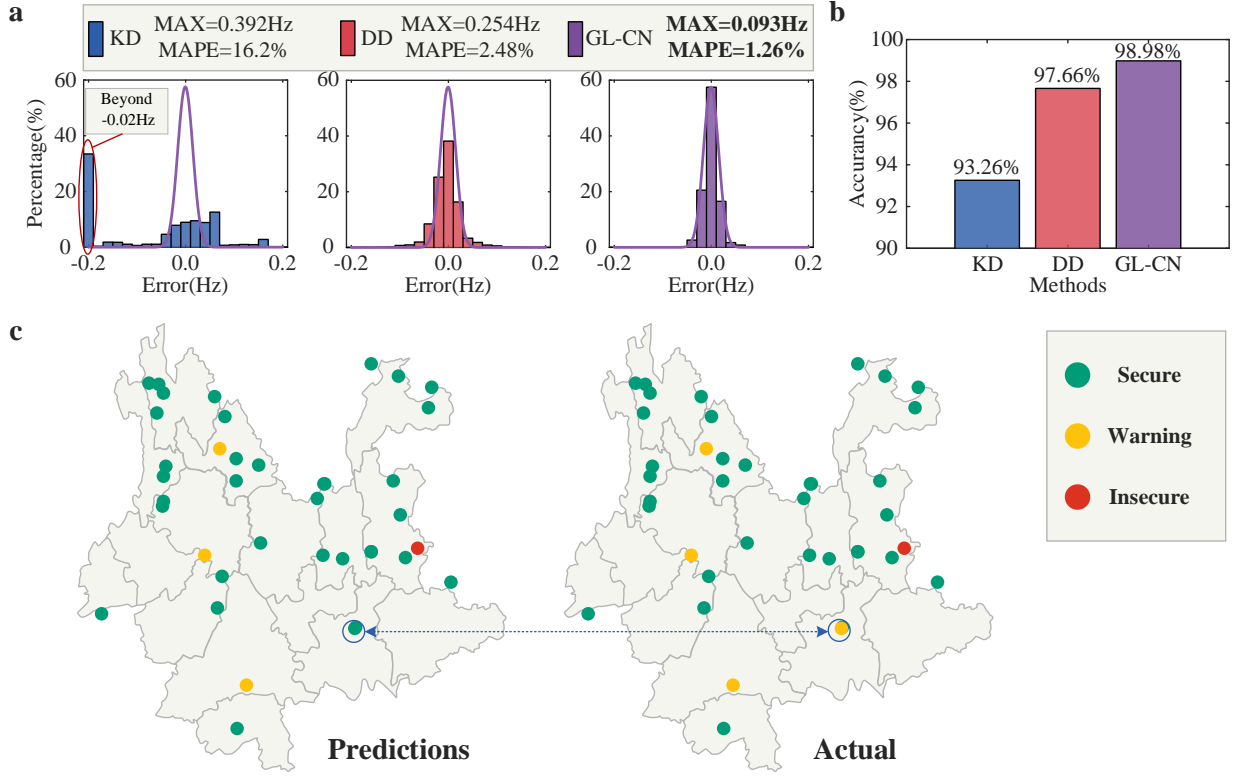 a
KD
MAX=0.392Hz
MAPE=16.2%
DD
MAX=0.254Hz
MAPE=2.48%
GL-CN
MAX=0.093Hz
MAPE=1.26%
Percentage(%)
60
40
20
0
Beyond
-0.02Hz
-0.2
0.0
0.2
Error(Hz)
60
40
20
0
-0.2
0.0
0.2
Error(Hz)
60
40
20
0
-0.2
0.0
0.2
Error(Hz)
b
Accurancy(%)
100
98
96
94
92
90
93.26%
97.66%
98.98%
KD
DD
GL-CN
Methods
c
Secure
Warning
Insecure
Predictions
Actual